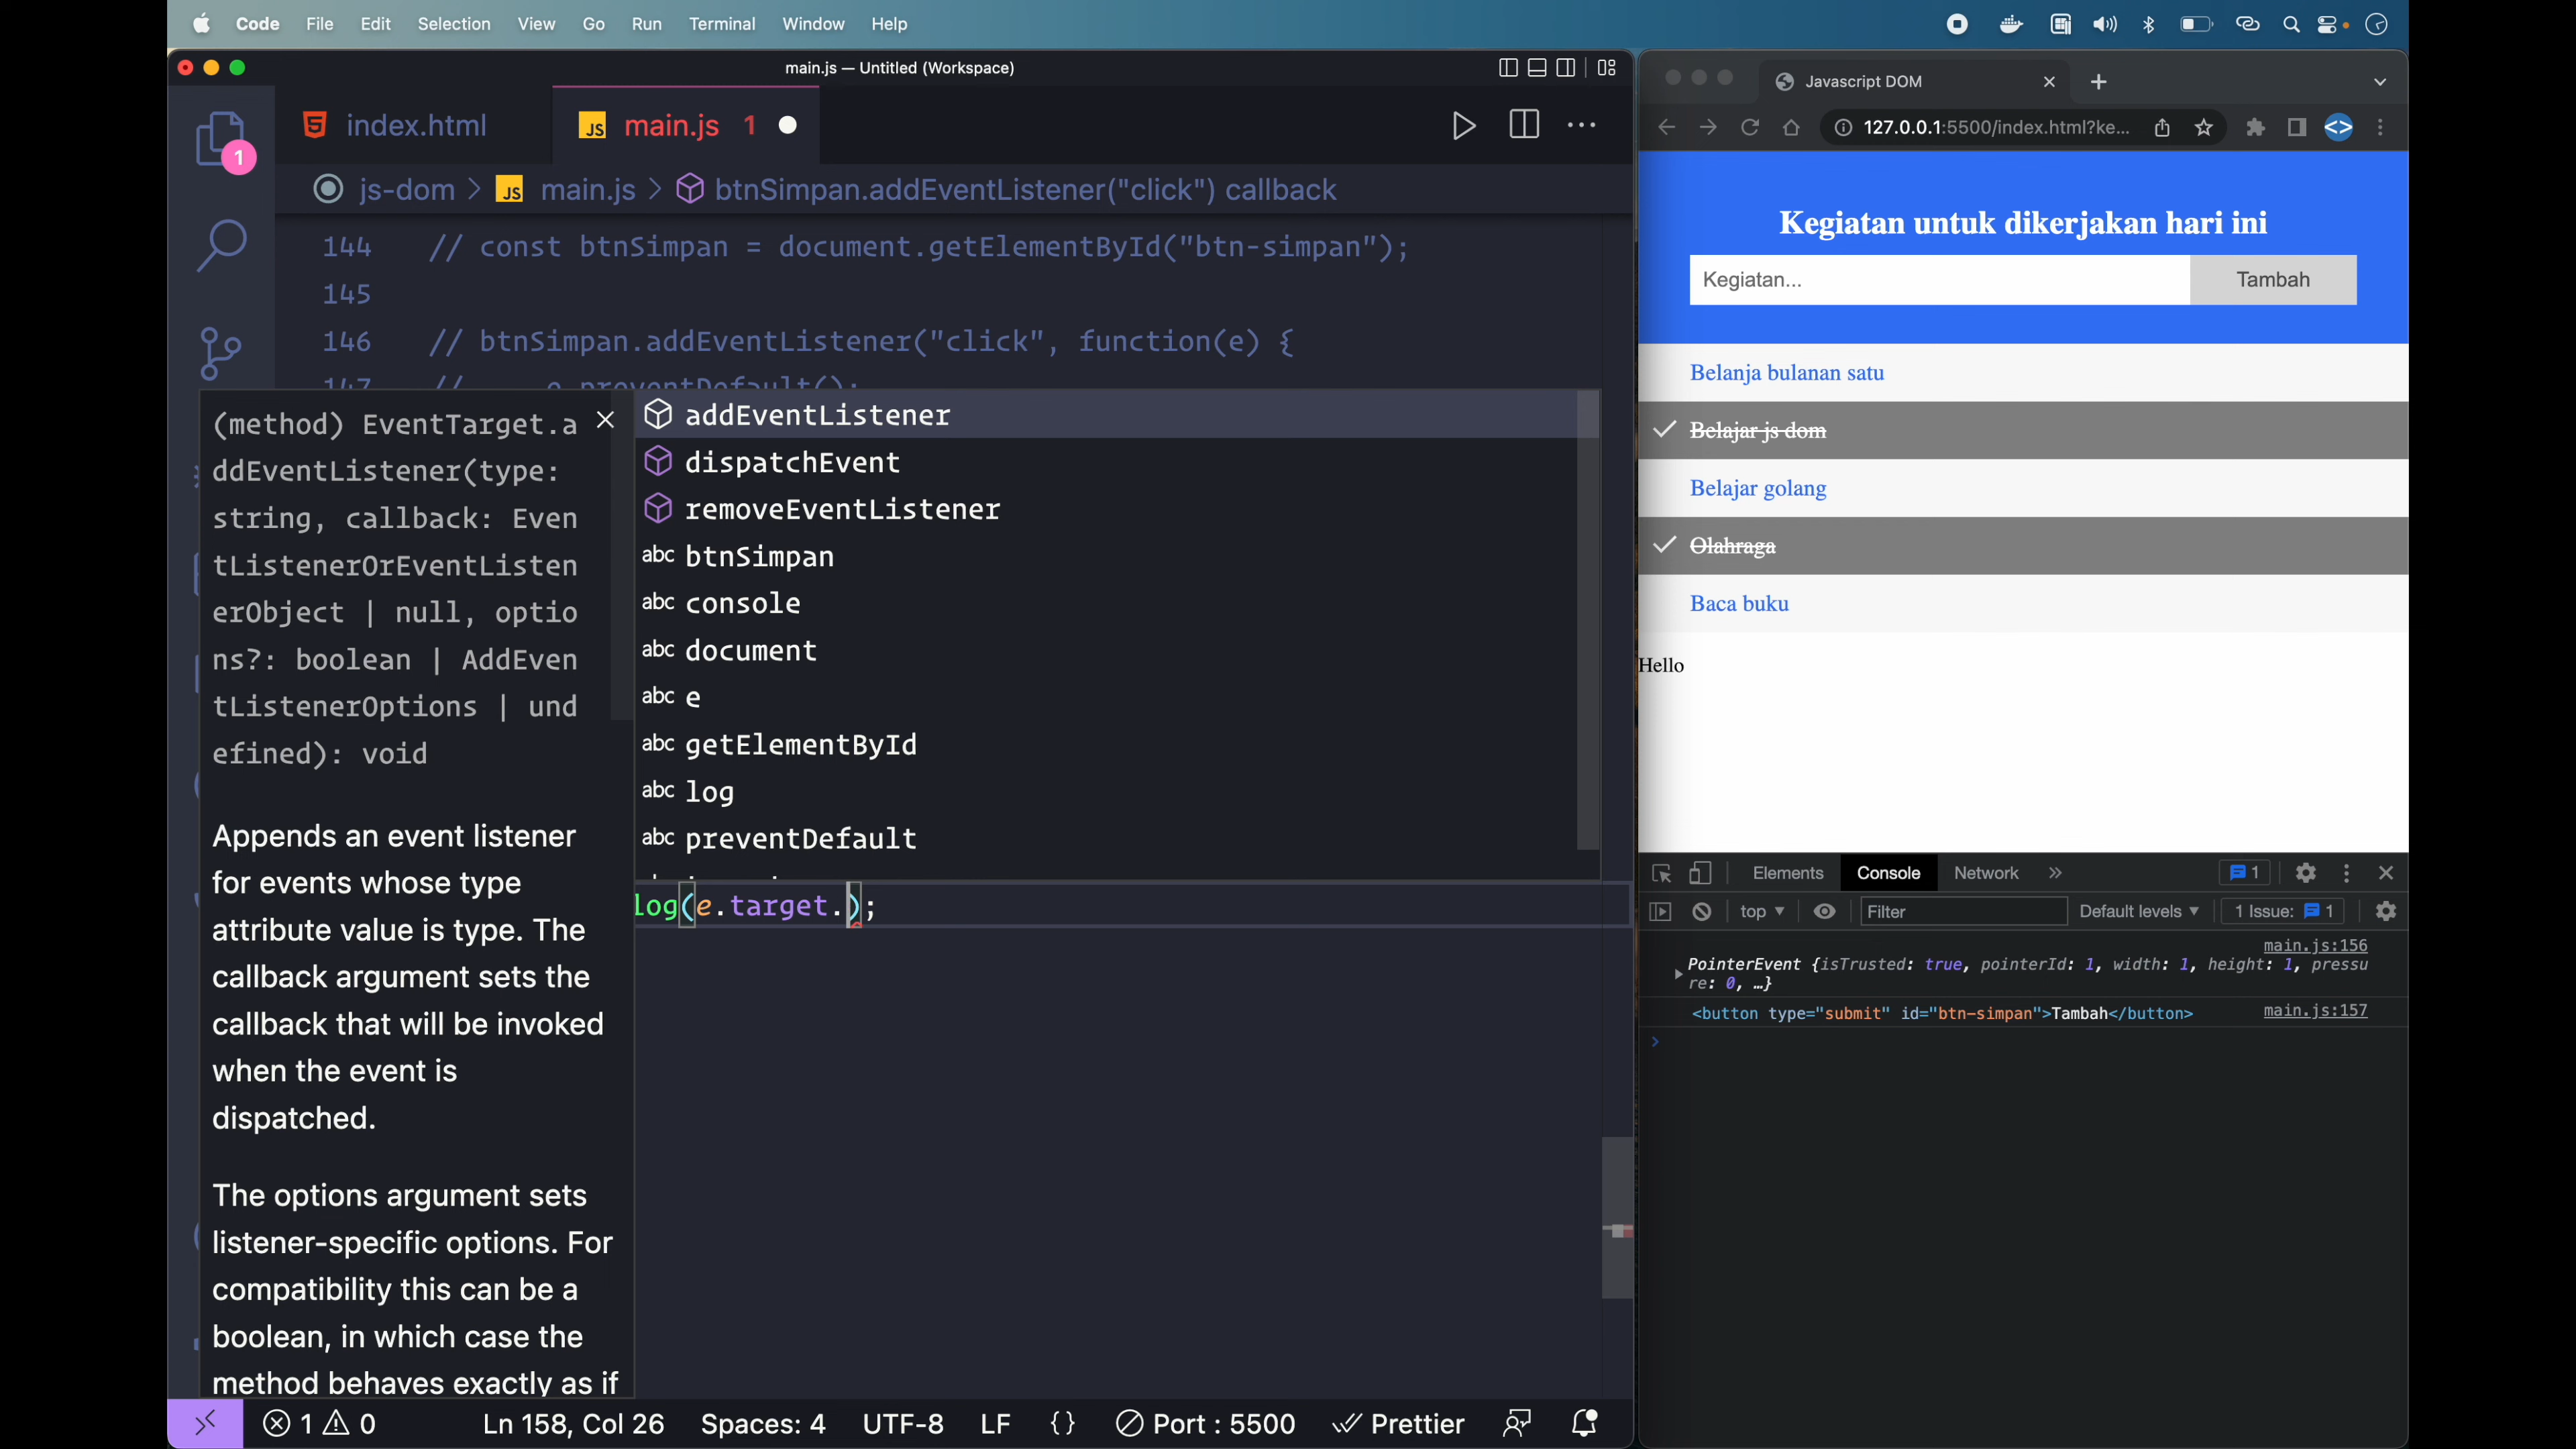 Code File Edit Selection View Go Run Terminal Window Help
main.js — Untitled (Workspace)
index.html
JS main.js 1
js-dom > JS main.js > btnSimpan.addEventListener("click") callback
144 // const btnSimpan = document.getElementById("btn-simpan");
145
146 // btnSimpan.addEventListener("click", function(e) {
147 // e.preventDefault();
(method) EventTarget.a
ddEventListener(type:
string, callback: Even
tListenerOrEventListen
erObject | null, optio
ns?: boolean | AddEven
tListenerOptions | und
efined): void
Appends an event listener
for events whose type
attribute value is type. The
callback argument sets the
callback that will be invoked
when the event is
dispatched.
The options argument sets
listener-specific options. For
compatibility this can be a
boolean, in which case the
method behaves exactly as if
addEventListener
dispatchEvent
removeEventListener
abc btnSimpan
abc console
abc document
abc e
abc getElementById
abc log
abc preventDefault
log(e.target.);
1 0 Ln 158, Col 26 Spaces: 4 UTF-8 LF {} Port : 5500 Prettier
Javascript DOM
127.0.0.1:5500/index.html?ke...
Kegiatan untuk dikerjakan hari ini
Kegiatan... Tambah
Belanja bulanan satu
Belajar js dom
Belajar golang
Olahraga
Baca buku
Hello
Elements Console Network » 1
top Filter Default levels 1 Issue: 1
main.js:156
PointerEvent {isTrusted: true, pointerId: 1, width: 1, height: 1, pressu
re: 0, …}
<button type="submit" id="btn-simpan">Tambah</button> main.js:157